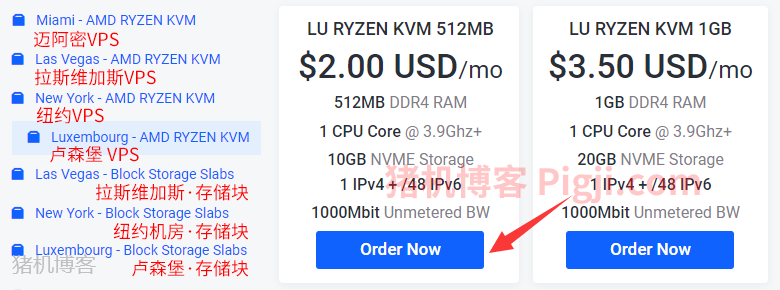 Miami - AMD RYZEN KVM
迈阿密VPS
Las Vegas - AMD RYZEN KVM
拉斯维加斯VPS
New York - AMD RYZEN KVM
纽约VPS
Luxembourg - AMD RYZEN KVM
卢森堡 VPS
Las Vegas - Block Storage Slabs
拉斯维加斯·存储块
New York - Block Storage Slabs
纽约机房·存储块
Luxembourg - Block Storage Slabs
卢森堡·存储块
猪机博客
LU RYZEN KVM 512MB
$2.00 USD/mo
512MB DDR4 RAM
1 CPU Core @ 3.9Ghz+
10GB NVME Storage
1 IPv4 + /48 IPv6
1000Mbit Unmetered BW
Order Now
LU RYZEN KVM 1GB
$3.50 USD/mo
1GB DDR4 RAM
1 CPU Core @ 3.9Ghz+
20GB NVME Storage
1 IPv4 + /48 IPv6
1000Mbit Unmetered BW
Order Now
猪机博客 Pigji.com